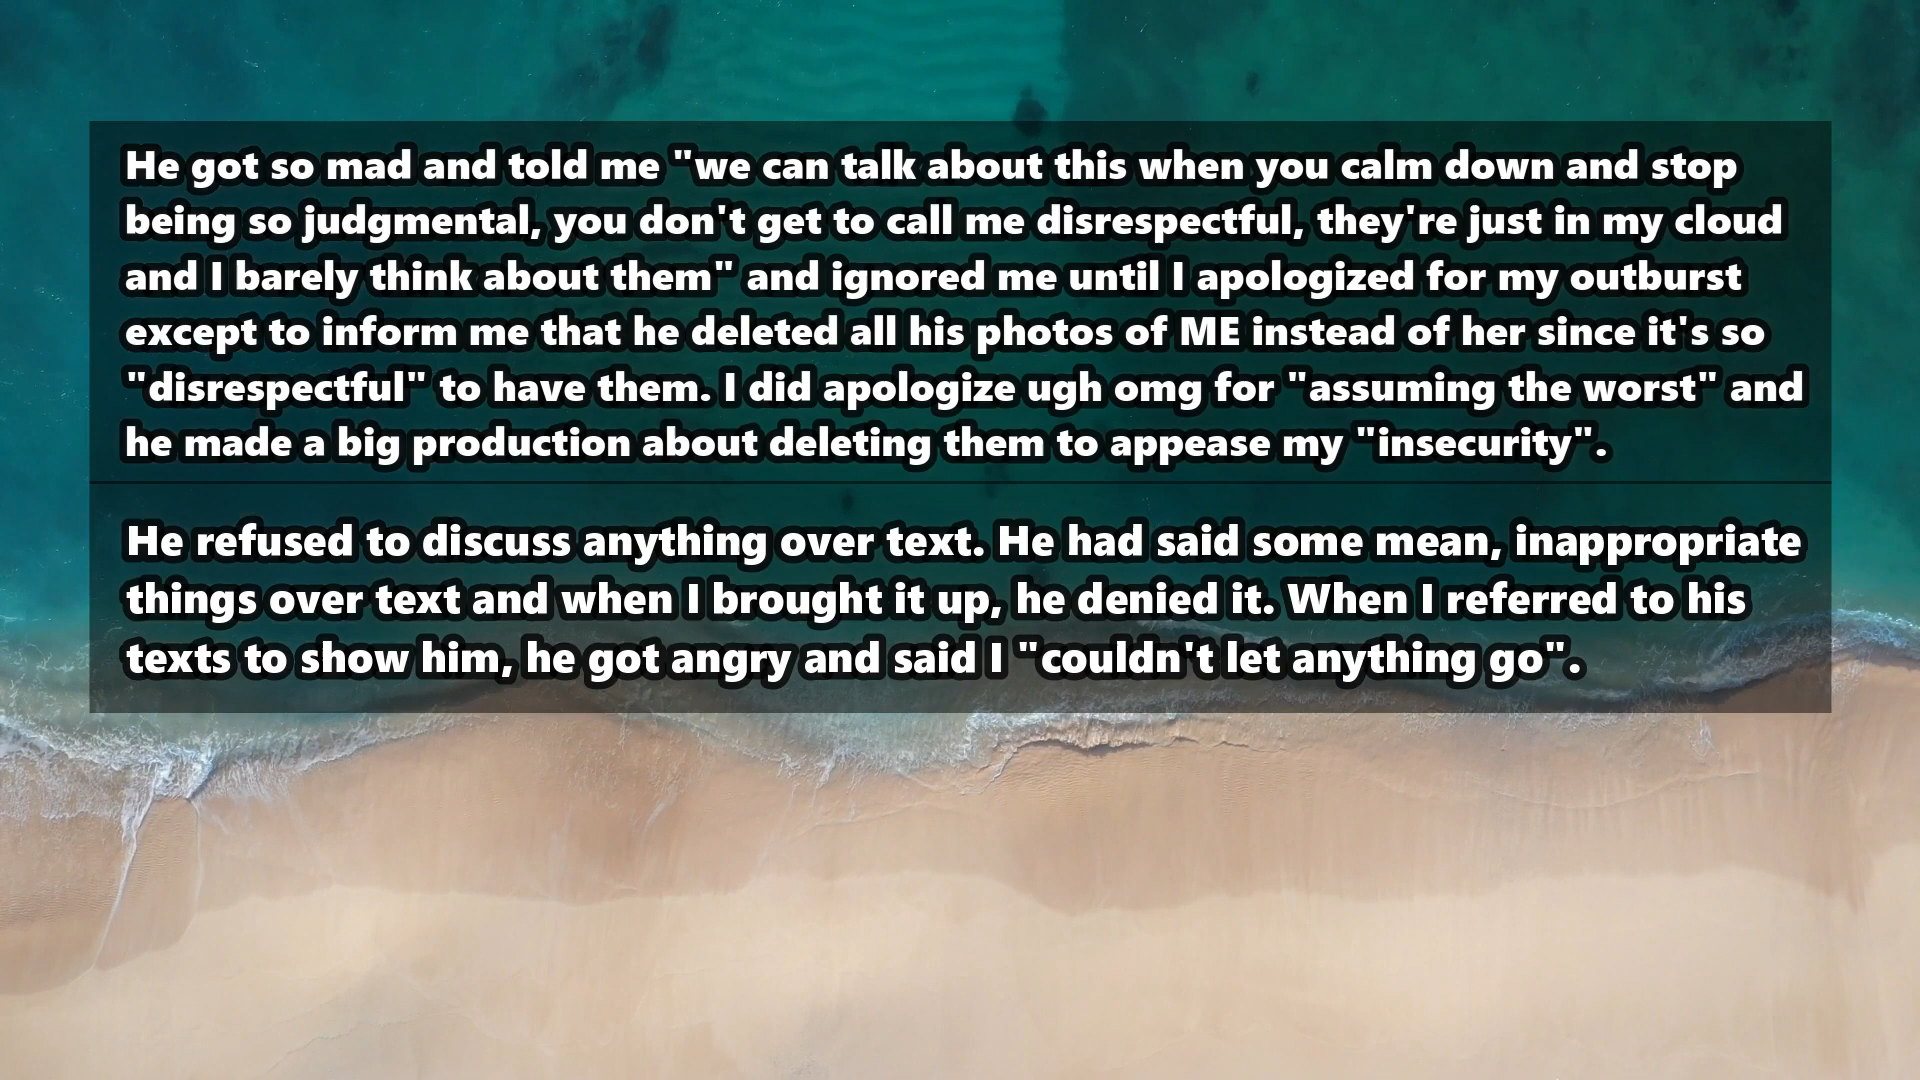 He got so mad and told me "we can talk about this when you calm down and stop
being so judgmental, you don't get to call me disrespectful, they're just in my cloud
and I barely think about them" and ignored me until I apologized for my outburst
except to inform me that he deleted all his photos of ME instead of her since it's so
"disrespectful" to have them. I did apologize ugh omg for "assuming the worst" and
he made a big production about deleting them to appease my "insecurity".
He refused to discuss anything over text. He had said some mean, inappropriate
things over text and when I brought it up, he denied it. When I referred to his
texts to show him, he got angry and said I "couldn't let anything go".